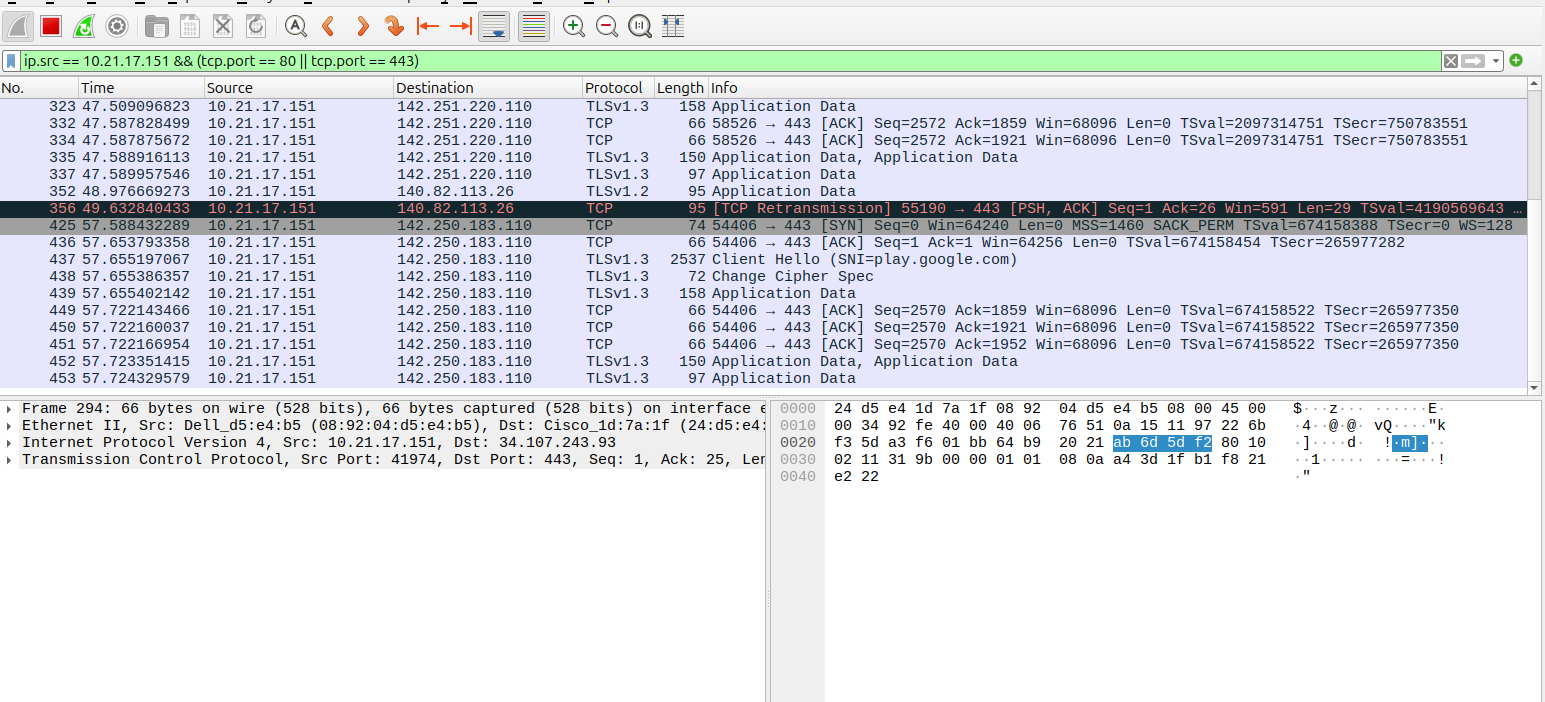 ip.src == 10.21.17.151 && (tcp.port == 80 || tcp.port == 443)
No. Time Source Destination Protocol Length Info
323 47.509096823 10.21.17.151 142.251.220.110 TLSv1.3 158 Application Data
332 47.587828499 10.21.17.151 142.251.220.110 TCP 66 58526 → 443 [ACK] Seq=2572 Ack=1859 Win=68096 Len=0 TSval=2097314751 TSecr=750783551
334 47.587875672 10.21.17.151 142.251.220.110 TCP 66 58526 → 443 [ACK] Seq=2572 Ack=1921 Win=68096 Len=0 TSval=2097314751 TSecr=750783551
335 47.588916113 10.21.17.151 142.251.220.110 TLSv1.3 150 Application Data, Application Data
337 47.589957546 10.21.17.151 142.251.220.110 TLSv1.3 97 Application Data
352 48.976669273 10.21.17.151 140.82.113.26 TLSv1.2 95 Application Data
356 49.632840433 10.21.17.151 140.82.113.26 TCP 95 [TCP Retransmission] 55190 → 443 [PSH, ACK] Seq=1 Ack=26 Win=591 Len=29 TSval=4190569643 …
425 57.588432289 10.21.17.151 142.250.183.110 TCP 74 54406 → 443 [SYN] Seq=0 Win=64240 Len=0 MSS=1460 SACK_PERM TSval=674158388 TSecr=0 WS=128
436 57.653793358 10.21.17.151 142.250.183.110 TCP 66 54406 → 443 [ACK] Seq=1 Ack=1 Win=64256 Len=0 TSval=674158454 TSecr=265977282
437 57.655197067 10.21.17.151 142.250.183.110 TLSv1.3 2537 Client Hello (SNI=play.google.com)
438 57.655386357 10.21.17.151 142.250.183.110 TLSv1.3 72 Change Cipher Spec
439 57.655402142 10.21.17.151 142.250.183.110 TLSv1.3 158 Application Data
449 57.722143466 10.21.17.151 142.250.183.110 TCP 66 54406 → 443 [ACK] Seq=2570 Ack=1859 Win=68096 Len=0 TSval=674158522 TSecr=265977350
450 57.722160037 10.21.17.151 142.250.183.110 TCP 66 54406 → 443 [ACK] Seq=2570 Ack=1921 Win=68096 Len=0 TSval=674158522 TSecr=265977350
451 57.722166954 10.21.17.151 142.250.183.110 TCP 66 54406 → 443 [ACK] Seq=2570 Ack=1952 Win=68096 Len=0 TSval=674158522 TSecr=265977350
452 57.723351415 10.21.17.151 142.250.183.110 TLSv1.3 150 Application Data, Application Data
453 57.724329579 10.21.17.151 142.250.183.110 TLSv1.3 97 Application Data
Frame 294: 66 bytes on wire (528 bits), 66 bytes captured (528 bits) on interface e
Ethernet II, Src: Dell_d5:e4:b5 (08:92:04:d5:e4:b5), Dst: Cisco_1d:7a:1f (24:d5:e4:
Internet Protocol Version 4, Src: 10.21.17.151, Dst: 34.107.243.93
Transmission Control Protocol, Src Port: 41974, Dst Port: 443, Seq: 1, Ack: 25, Len
0000 24 d5 e4 1d 7a 1f 08 92 04 d5 e4 b5 08 00 45 00 $···z··· ······E·
0010 00 34 92 fe 40 00 40 06 76 51 0a 15 11 97 22 6b ·4··@·@· vQ····"k
0020 f3 5d a3 f6 01 bb 64 b9 20 21 ab 6d 5d f2 80 10 ·]····d· !·m]···
0030 02 11 31 9b 00 00 01 01 08 0a a4 3d 1f b1 f8 21 ··1····· ···=···!
0040 e2 22 ·"